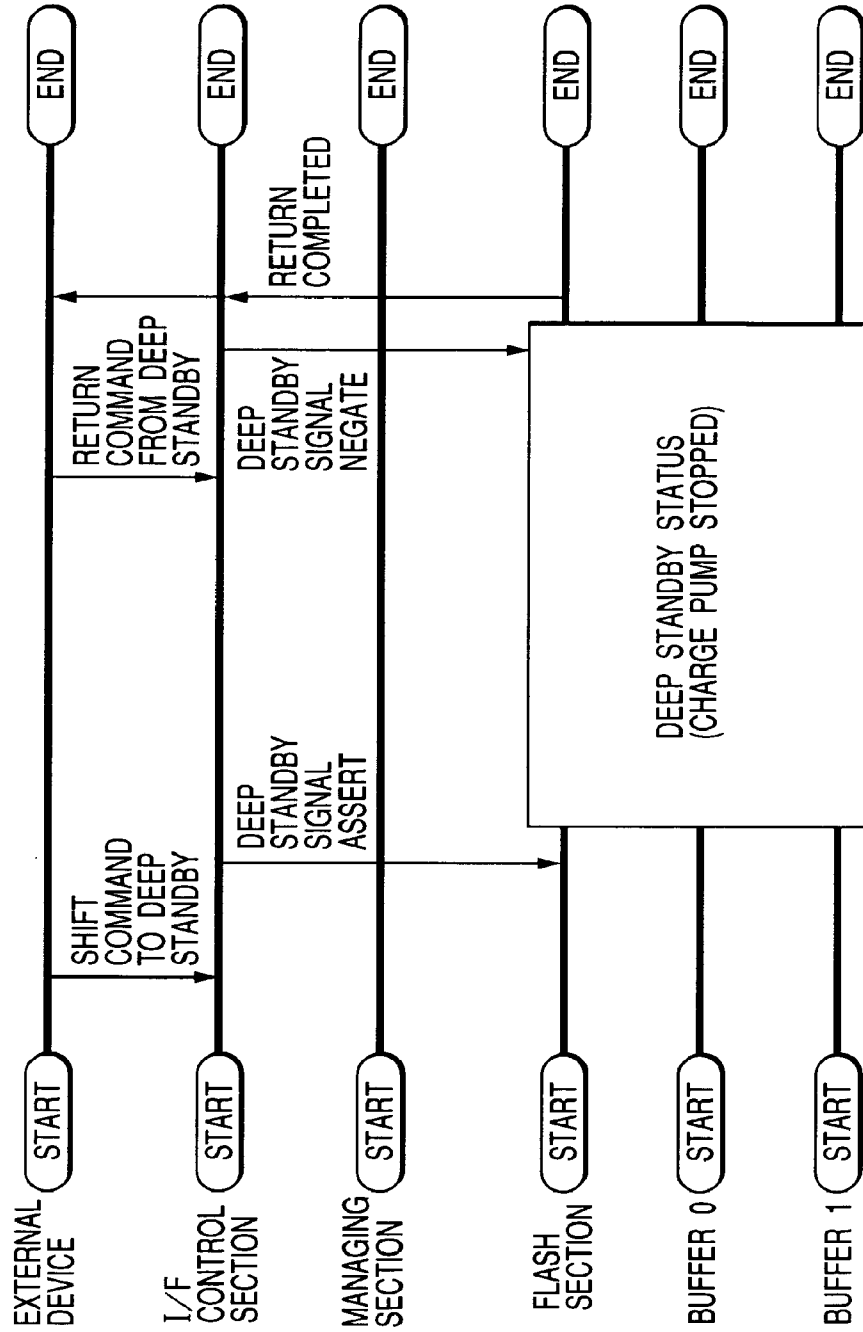 EXTERNAL
DEVICE
START
END
I/F
CONTROL
SECTION
START
END
MANAGING
SECTION
START
END
FLASH
SECTION
START
END
BUFFER 0
START
END
BUFFER 1
START
END
SHIFT
COMMAND
TO DEEP
STANDBY
RETURN
COMMAND
FROM DEEP
STANDBY
DEEP
STANDBY
SIGNAL
ASSERT
DEEP
STANDBY
SIGNAL
NEGATE
RETURN
COMPLETED
DEEP STANDBY STATUS
(CHARGE PUMP STOPPED)